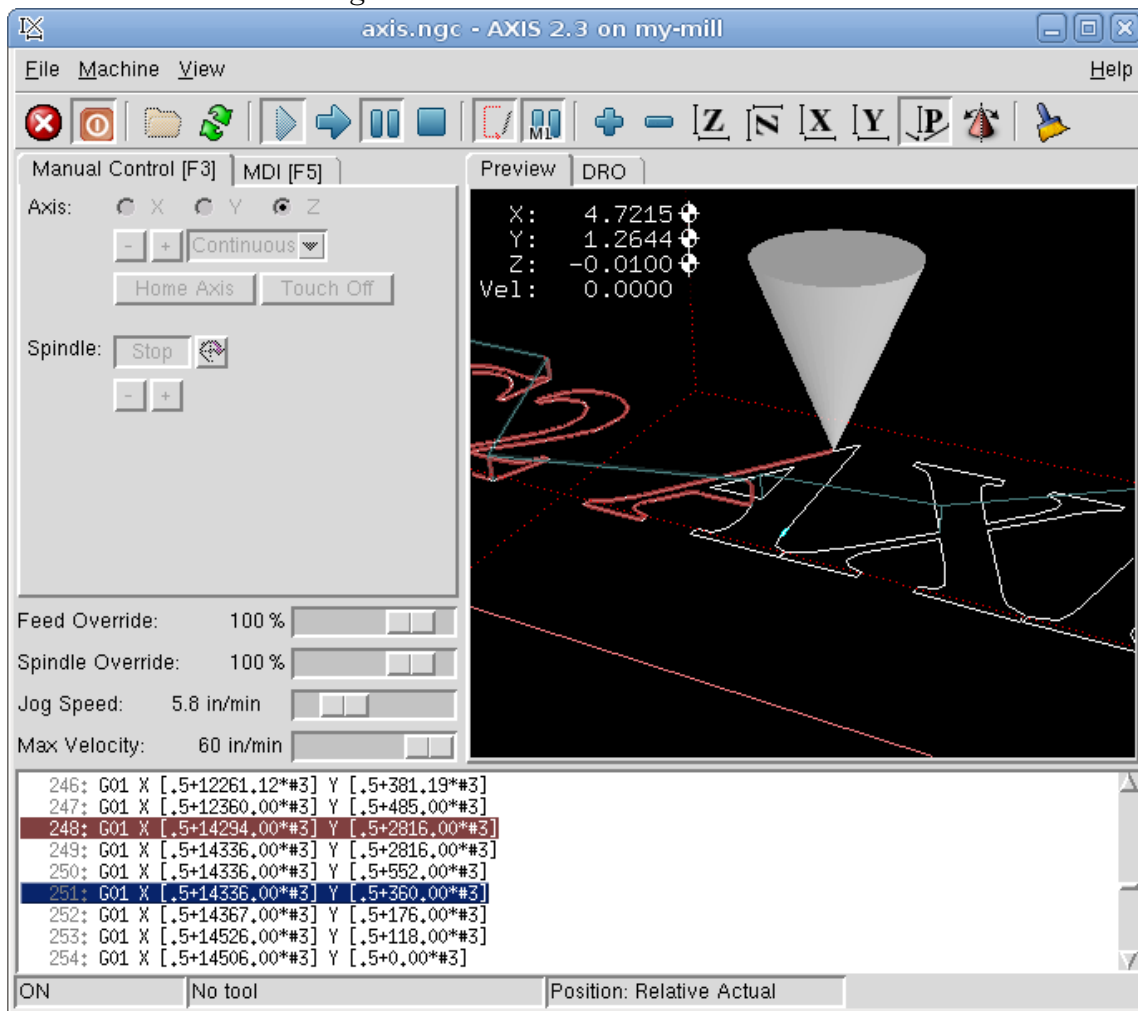 axis.ngc - AXIS 2.3 on my-mill
File Machine View Help
M1 Z N X Y P
Manual Control [F3] MDI [F5] Preview DRO
Axis: X Y Z
- + Continuous
Home Axis Touch Off
Spindle: Stop
- +
X: 4.7215
Y: 1.2644
Z: -0.0100
Vel: 0.0000
Feed Override: 100 %
Spindle Override: 100 %
Jog Speed: 5.8 in/min
Max Velocity: 60 in/min
246: G01 X [.5+12261.12*#3] Y [.5+381.19*#3]
247: G01 X [.5+12360.00*#3] Y [.5+485.00*#3]
248: G01 X [.5+14294.00*#3] Y [.5+2816.00*#3]
249: G01 X [.5+14336.00*#3] Y [.5+2816.00*#3]
250: G01 X [.5+14336.00*#3] Y [.5+552.00*#3]
251: G01 X [.5+14336.00*#3] Y [.5+360.00*#3]
252: G01 X [.5+14367.00*#3] Y [.5+176.00*#3]
253: G01 X [.5+14526.00*#3] Y [.5+118.00*#3]
254: G01 X [.5+14506.00*#3] Y [.5+0.00*#3]
ON No tool Position: Relative Actual